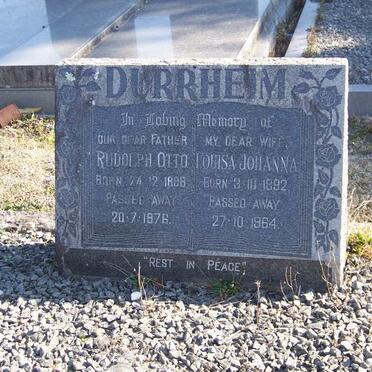 DURRHEIM
In Loving Memory of
OUR DEAR FATHER
RUDOLPH OTTO
BORN 24·12·1886
PASSED AWAY
20·7·1976.
MY DEAR WIFE
LOUISA JOHANNA
BORN 3·10·1892
PASSED AWAY
27·10·1964.
"REST IN PEACE"